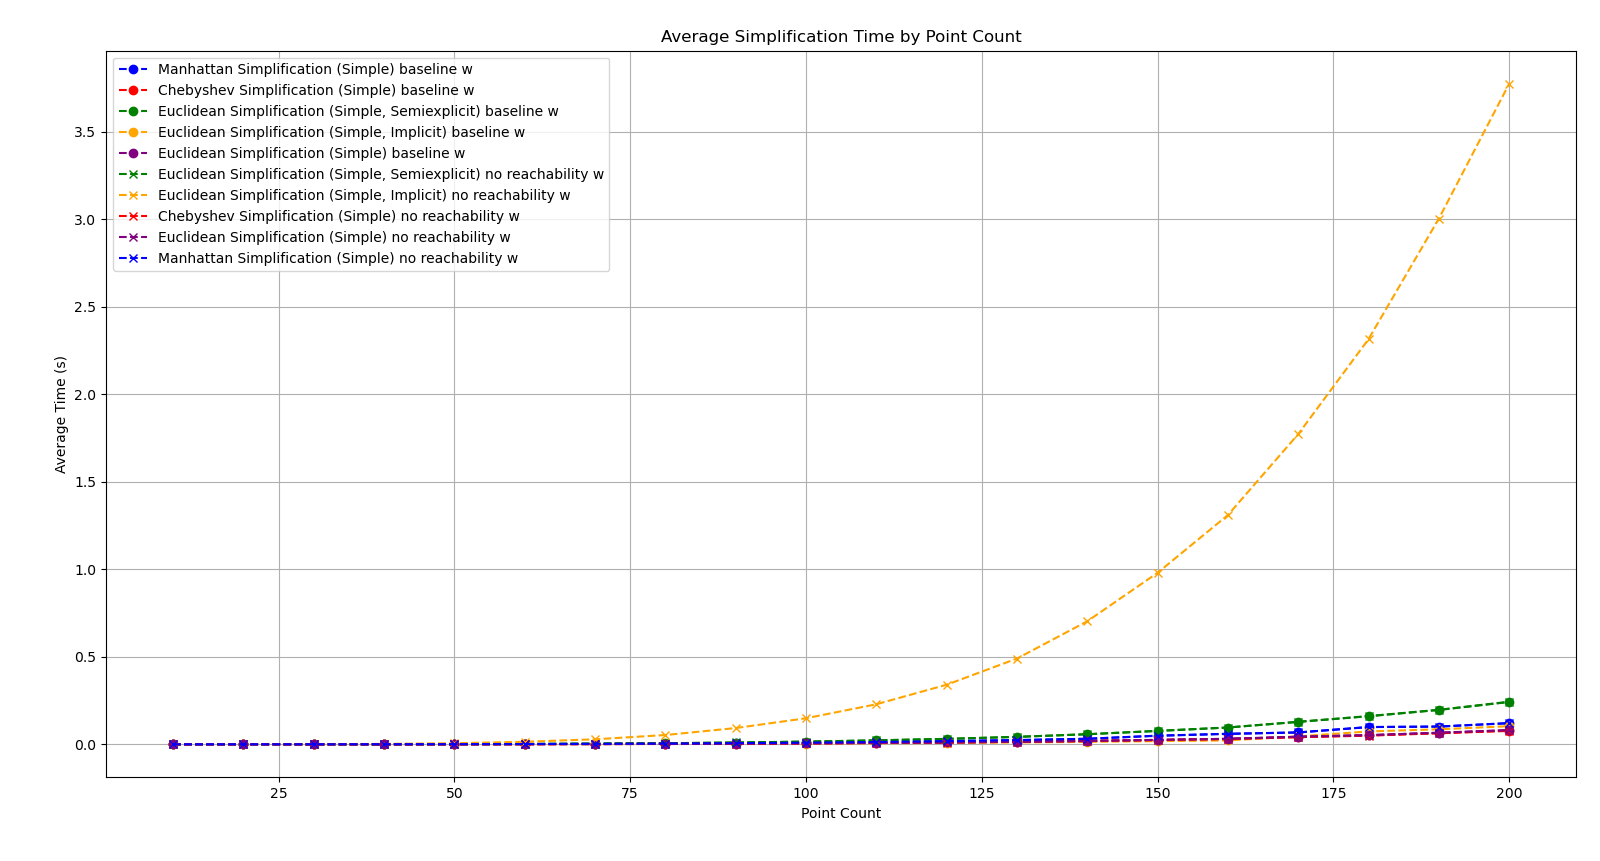 Average Simplification Time by Point Count
Manhattan Simplification (Simple) baseline w
Chebyshev Simplification (Simple) baseline w
Euclidean Simplification (Simple, Semiexplicit) baseline w
Euclidean Simplification (Simple, Implicit) baseline w
Euclidean Simplification (Simple) baseline w
Euclidean Simplification (Simple, Semiexplicit) no reachability w
Euclidean Simplification (Simple, Implicit) no reachability w
Chebyshev Simplification (Simple) no reachability w
Euclidean Simplification (Simple) no reachability w
Manhattan Simplification (Simple) no reachability w
Average Time (s)
3.5
3.0
2.5
2.0
1.5
1.0
0.5
0.0
25 50 75 100 125 150 175 200
Point Count